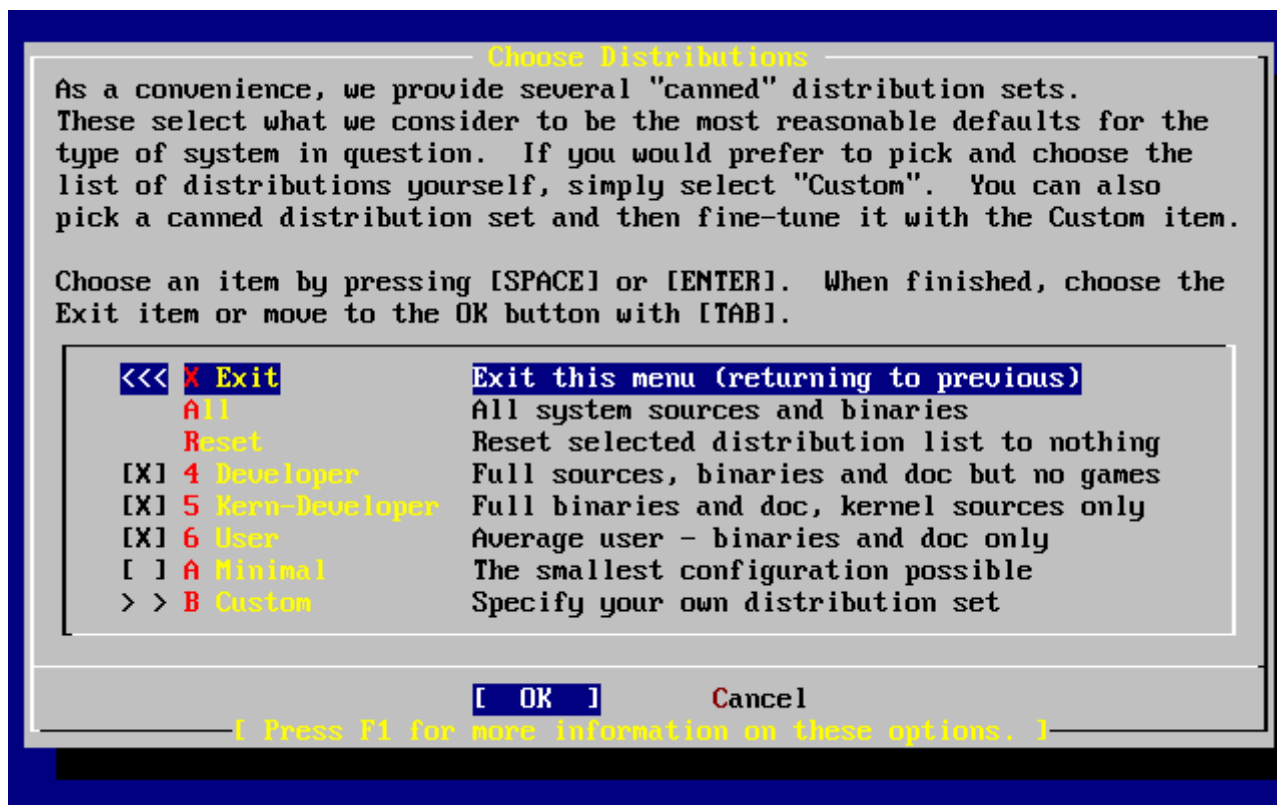 Choose Distributions
As a convenience, we provide several "canned" distribution sets.
These select what we consider to be the most reasonable defaults for the
type of system in question.  If you would prefer to pick and choose the
list of distributions yourself, simply select "Custom".  You can also
pick a canned distribution set and then fine-tune it with the Custom item.
Choose an item by pressing [SPACE] or [ENTER].  When finished, choose the
Exit item or move to the OK button with [TAB].
<<< X Exit Exit this menu (returning to previous)
All All system sources and binaries
Reset Reset selected distribution list to nothing
[X] 4 Developer Full sources, binaries and doc but no games
[X] 5 Kern-Developer Full binaries and doc, kernel sources only
[X] 6 User Average user - binaries and doc only
[ ] A Minimal The smallest configuration possible
> > B Custom Specify your own distribution set
[ OK ] Cancel
[ Press F1 for more information on these options. ]